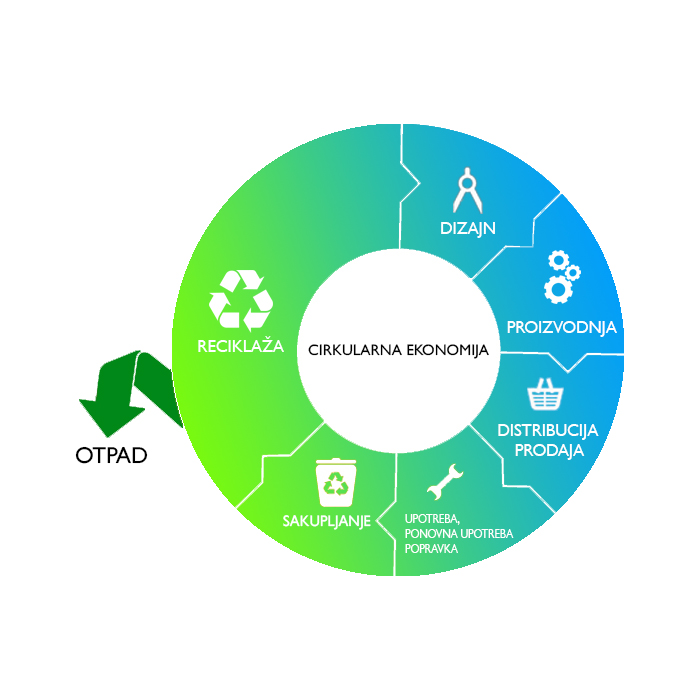 DIZAJN
PROIZVODNJA
RECIKLAŽA
CIRKULARNA EKONOMIJA
DISTRIBUCIJA
PRODAJA
OTPAD
SAKUPLJANJE
UPOTREBA,
PONOVNA UPOTREBA
POPRAVKA